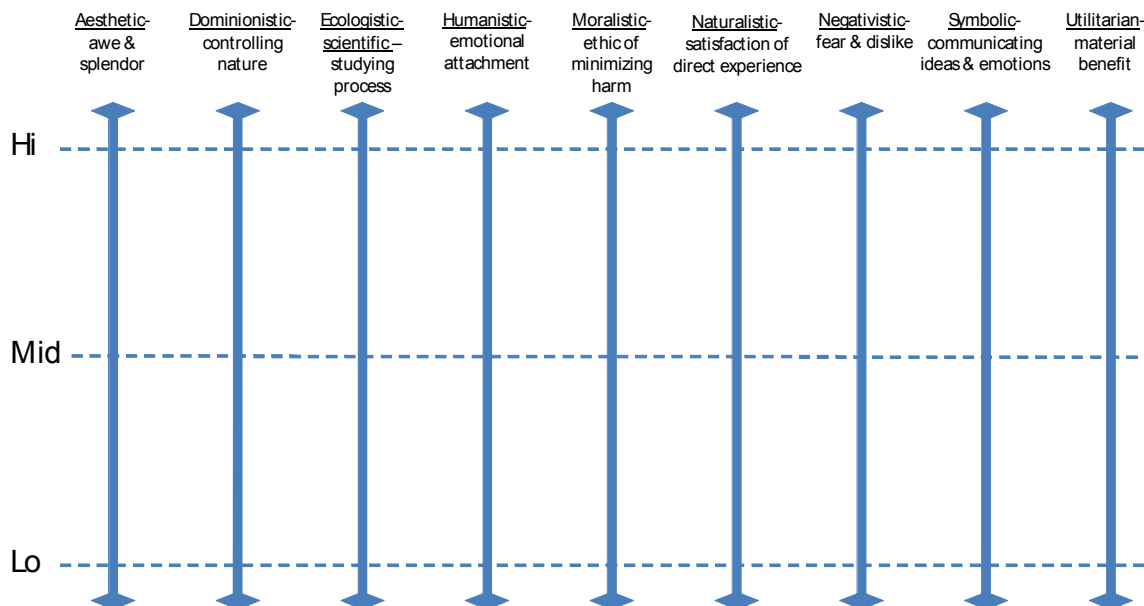 Aesthetic-
awe &
splendor
Dominionistic-
controlling
nature
Ecologistic-
scientific –
studying
process
Humanistic-
emotional
attachment
Moralistic-
ethic of
minimizing
harm
Naturalistic-
satisfaction of
direct experience
Negativistic-
fear & dislike
Symbolic-
communicating
ideas & emotions
Utilitarian-
material
benefit
Hi
Mid
Lo